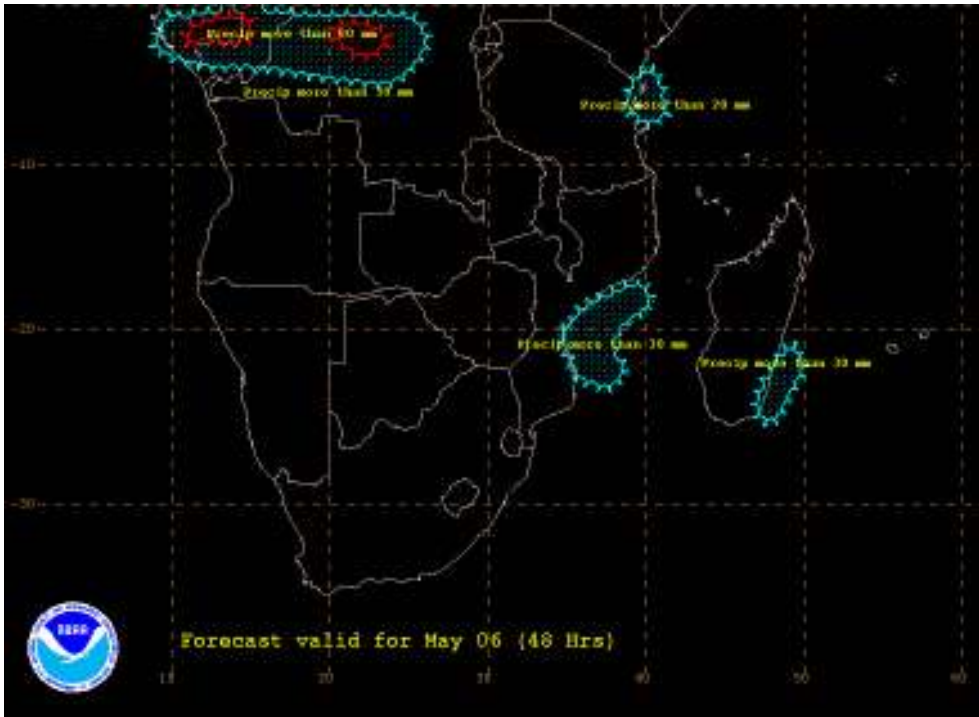 Precip more than 60 mm
Precip more than 30 mm
Precip more than 20 mm
-10
-20
Precip more than 30 mm
Precip more than 30 mm
-30
NOAA
Forecast valid for May 06 (48 Hrs)
20
30
40
50
60